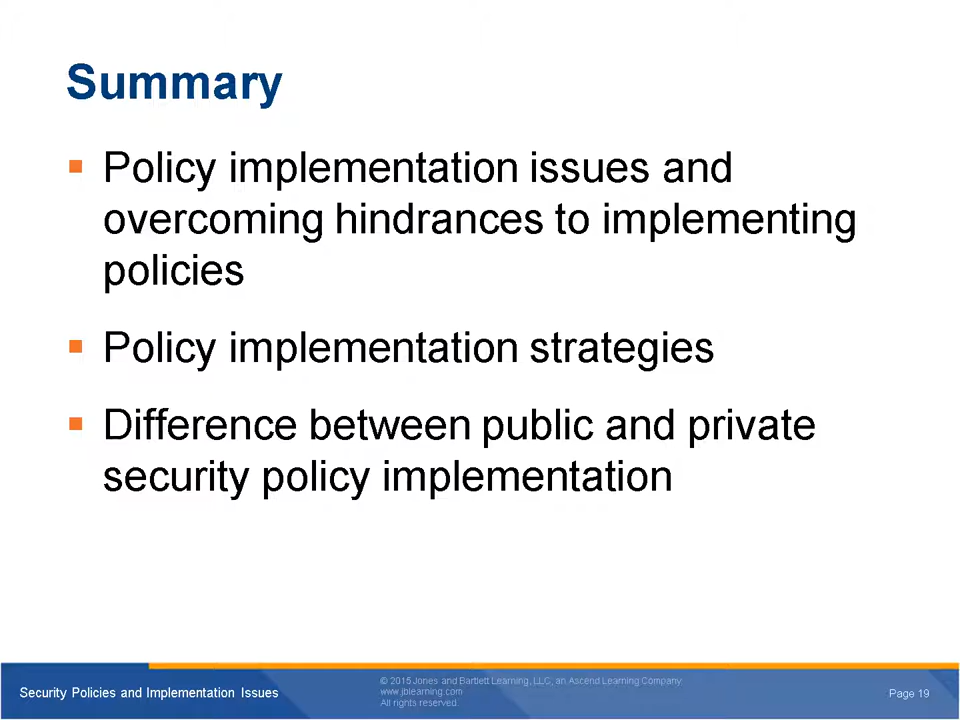 Summary
Policy implementation issues and
overcoming hindrances to implementing
policies
Policy implementation strategies
Difference between public and private
security policy implementation
Security Policies and Implementation Issues
© 2015 Jones and Bartlett Learning, LLC, an Ascend Learning Company
www.jblearning.com
All rights reserved.
Page 19